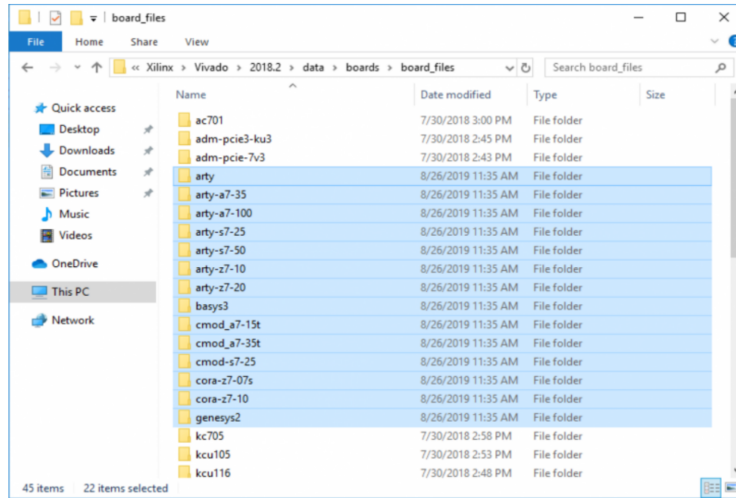 board_files
File Home Share View
« Xilinx > Vivado > 2018.2 > data > boards > board_files
Search board_files
Quick access
Desktop
Downloads
Documents
Pictures
Music
Videos
OneDrive
This PC
Network
Name Date modified Type Size
ac701 7/30/2018 3:00 PM File folder
adm-pcie3-ku3 7/30/2018 2:45 PM File folder
adm-pcie-7v3 7/30/2018 2:43 PM File folder
arty 8/26/2019 11:35 AM File folder
arty-a7-35 8/26/2019 11:35 AM File folder
arty-a7-100 8/26/2019 11:35 AM File folder
arty-s7-25 8/26/2019 11:35 AM File folder
arty-s7-50 8/26/2019 11:35 AM File folder
arty-z7-10 8/26/2019 11:35 AM File folder
arty-z7-20 8/26/2019 11:35 AM File folder
basys3 8/26/2019 11:35 AM File folder
cmod_a7-15t 8/26/2019 11:35 AM File folder
cmod_a7-35t 8/26/2019 11:35 AM File folder
cmod-s7-25 8/26/2019 11:35 AM File folder
cora-z7-07s 8/26/2019 11:35 AM File folder
cora-z7-10 8/26/2019 11:35 AM File folder
genesys2 8/26/2019 11:35 AM File folder
kc705 7/30/2018 2:58 PM File folder
kcu105 7/30/2018 2:53 PM File folder
kcu116 7/30/2018 2:48 PM File folder
45 items 22 items selected